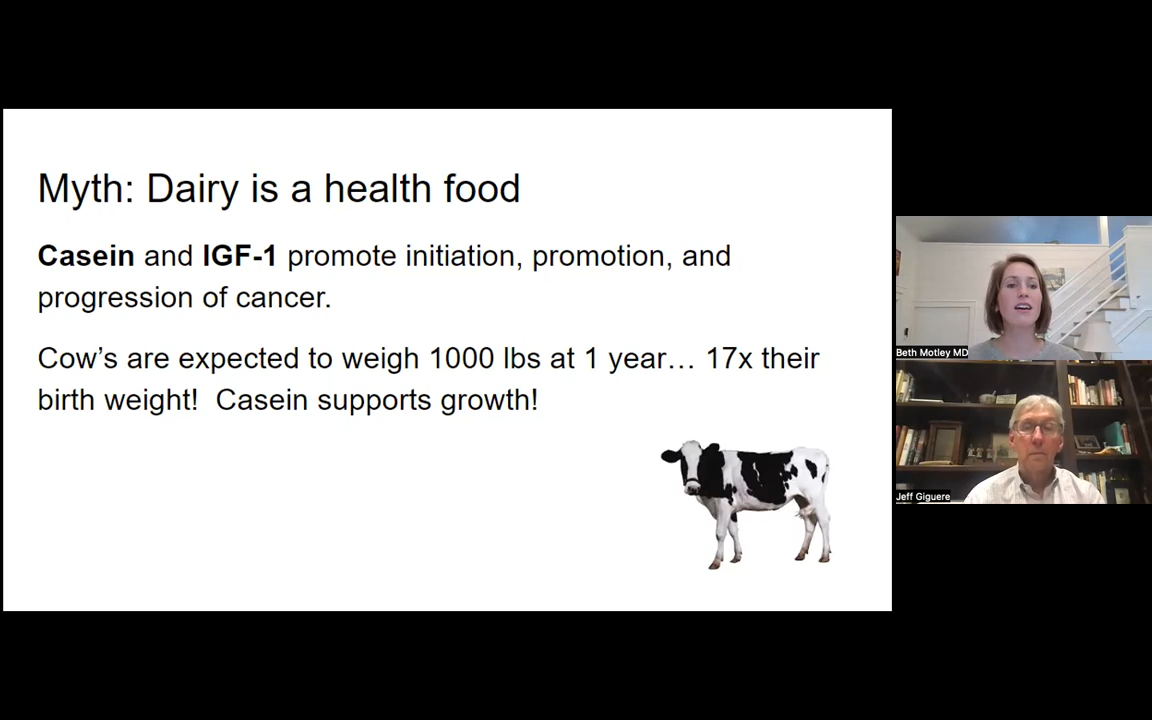 Myth: Dairy is a health food
Casein and IGF-1 promote initiation, promotion, and
progression of cancer.
Cow’s are expected to weigh 1000 lbs at 1 year… 17x their
birth weight!  Casein supports growth!
Beth Motley MD
Jeff Giguere